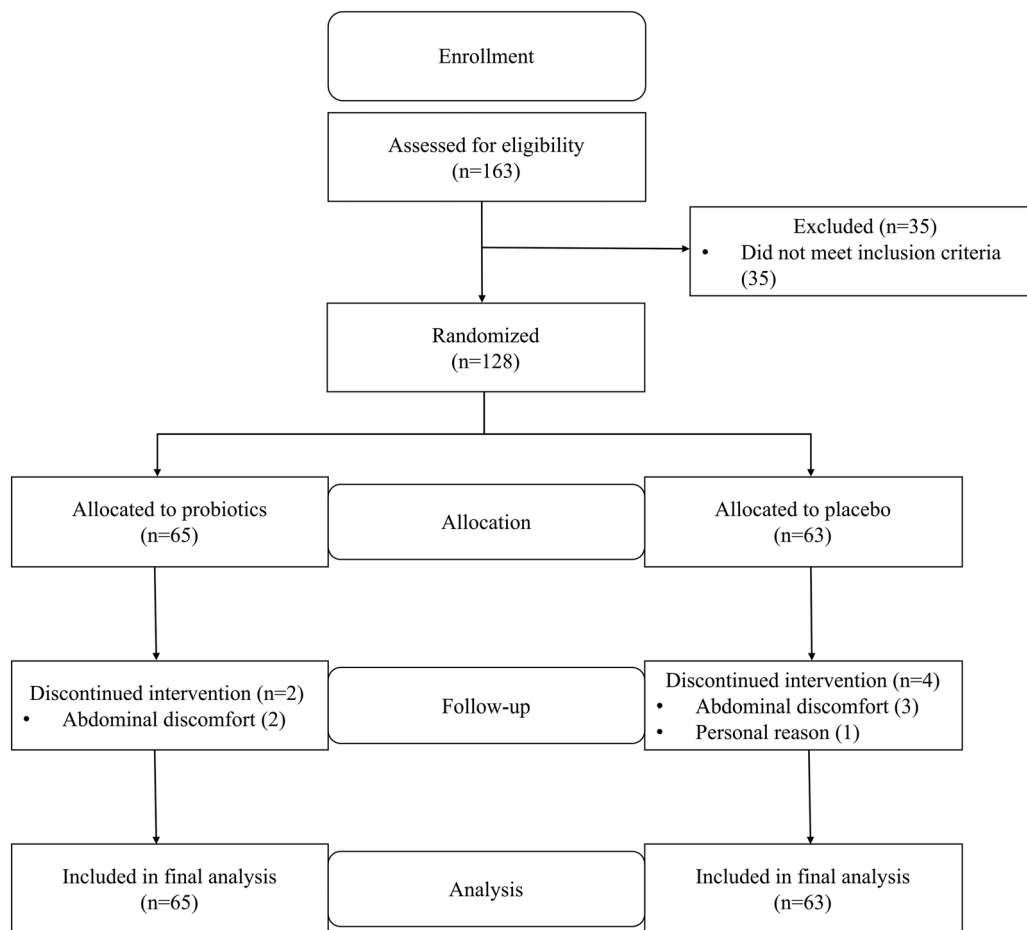 Enrollment
Assessed for eligibility
(n=163)
Excluded (n=35)
• Did not meet inclusion criteria
(35)
Randomized
(n=128)
Allocated to probiotics
(n=65)
Allocation
Allocated to placebo
(n=63)
Discontinued intervention (n=2)
• Abdominal discomfort (2)
Follow-up
Discontinued intervention (n=4)
• Abdominal discomfort (3)
• Personal reason (1)
Included in final analysis
(n=65)
Analysis
Included in final analysis
(n=63)